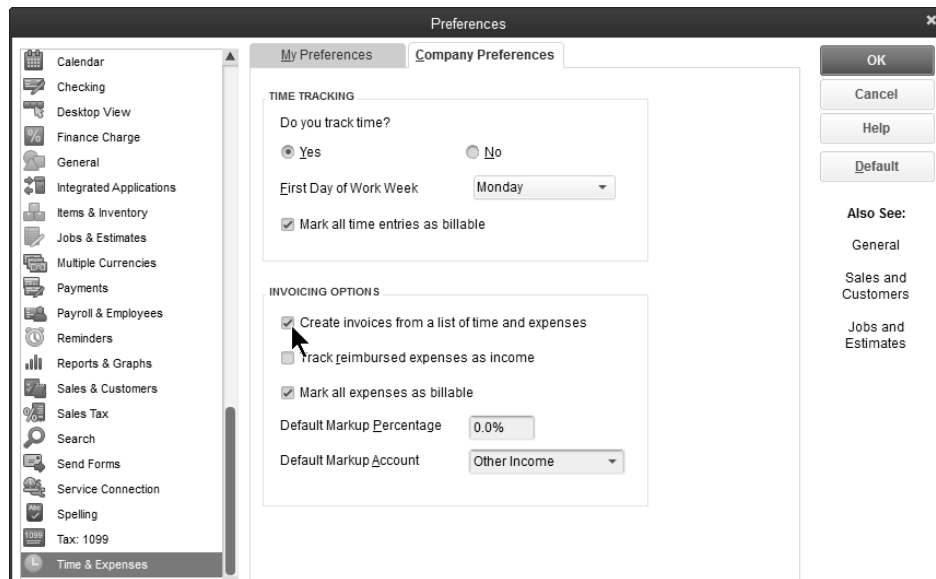 Preferences
Calendar
Checking
Desktop View
% Finance Charge
General
Integrated Applications
Items & Inventory
Jobs & Estimates
Multiple Currencies
Payments
Payroll & Employees
Reminders
Reports & Graphs
Sales & Customers
Sales Tax
Search
Send Forms
Service Connection
Abc Spelling
1099 Tax: 1099
Time & Expenses
My Preferences
Company Preferences
TIME TRACKING
Do you track time?
Yes No
First Day of Work Week Monday
Mark all time entries as billable
INVOICING OPTIONS
Create invoices from a list of time and expenses
Track reimbursed expenses as income
Mark all expenses as billable
Default Markup Percentage 0.0%
Default Markup Account Other Income
OK
Cancel
Help
Default
Also See:
General
Sales and
Customers
Jobs and
Estimates